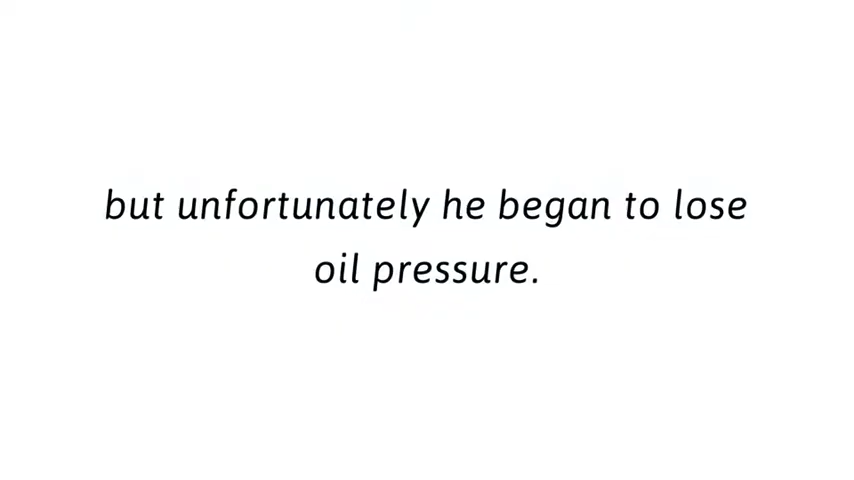 but unfortunately he began to lose
oil pressure.